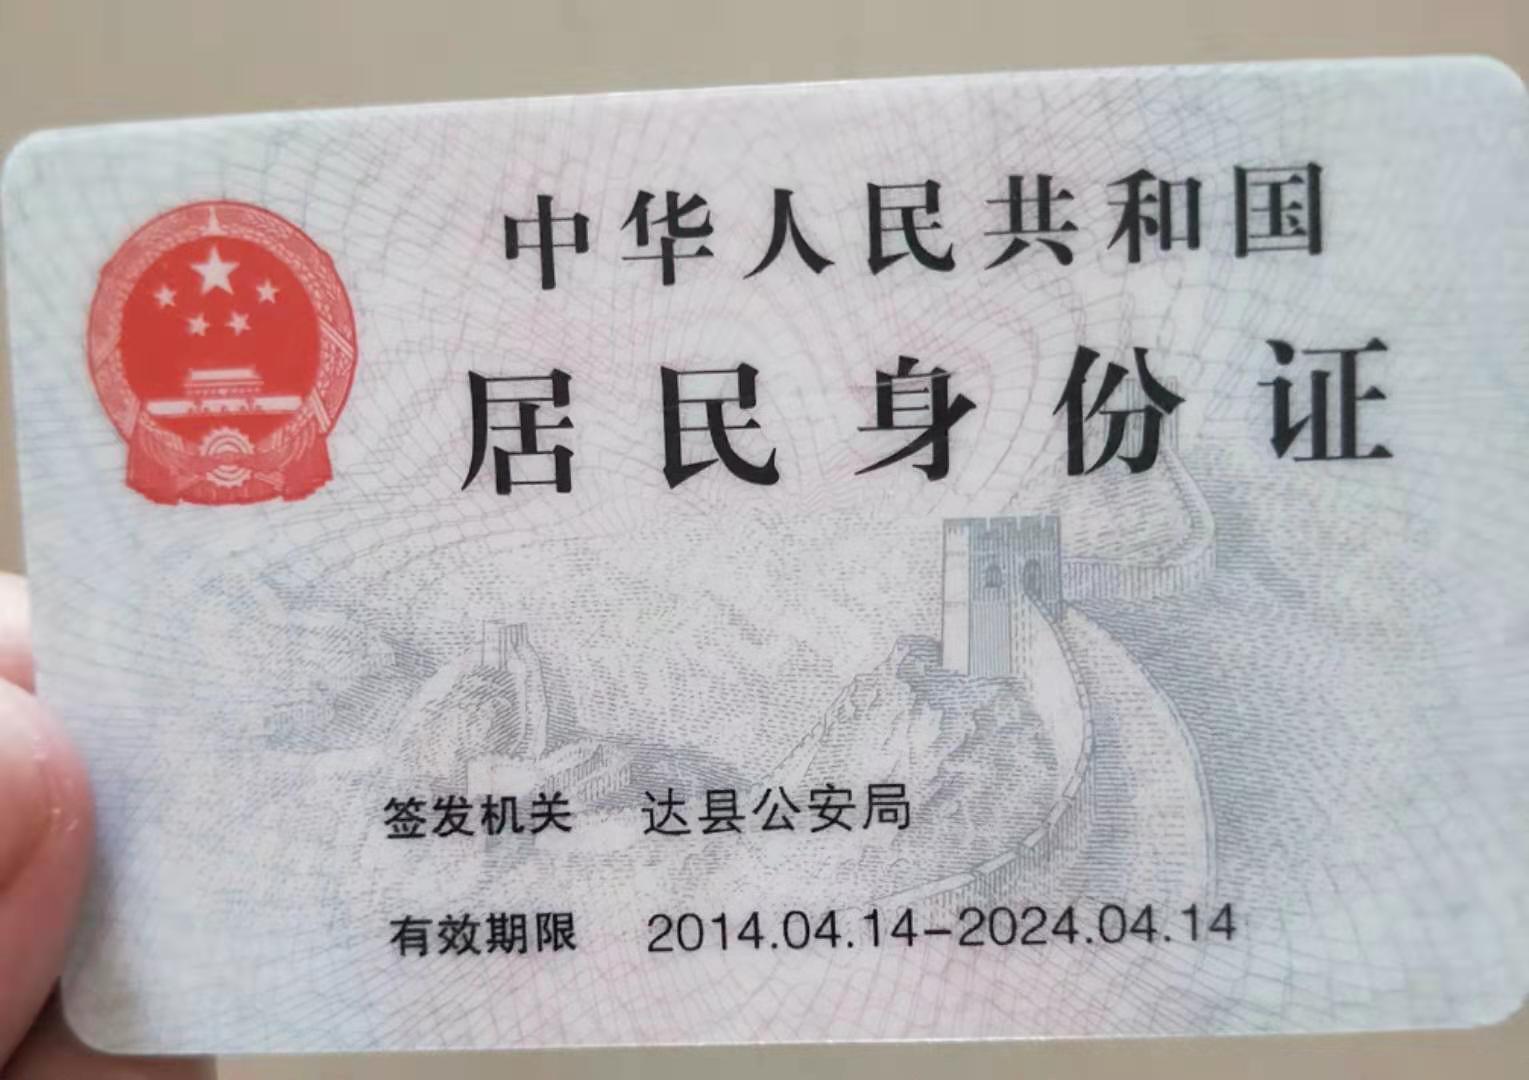 中华人民共和国
居民身份证
签发机关 达县公安局
有效期限 2014.04.14-2024.04.14